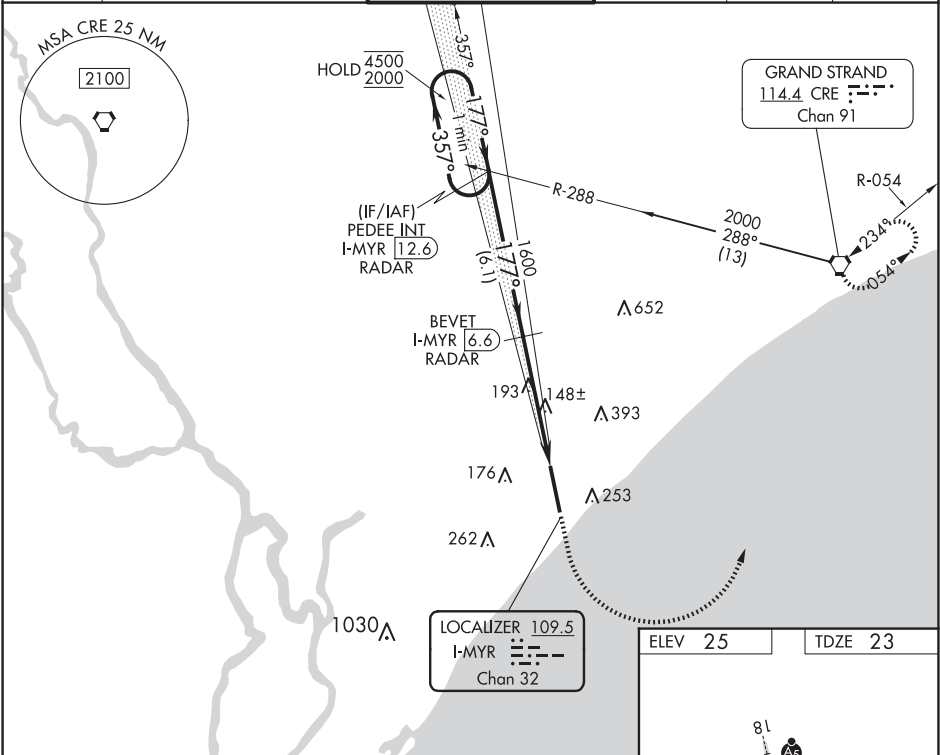 MSA CRE 25 NM
2100
HOLD 4500
2000
357°
177°
1 min
357°
GRAND STRAND
114.4 CRE
Chan 91
R-054
R-288
2000
288°
(13)
234°
054°
(IF/IAF)
PEDEE INT
I-MYR 12.6
RADAR
1600
177°
(6.1)
652
BEVET
I-MYR 6.6
RADAR
193
148±
393
176
253
262
1030
LOCALIZER 109.5
I-MYR
Chan 32
ELEV 25
TDZE 23
18
A5